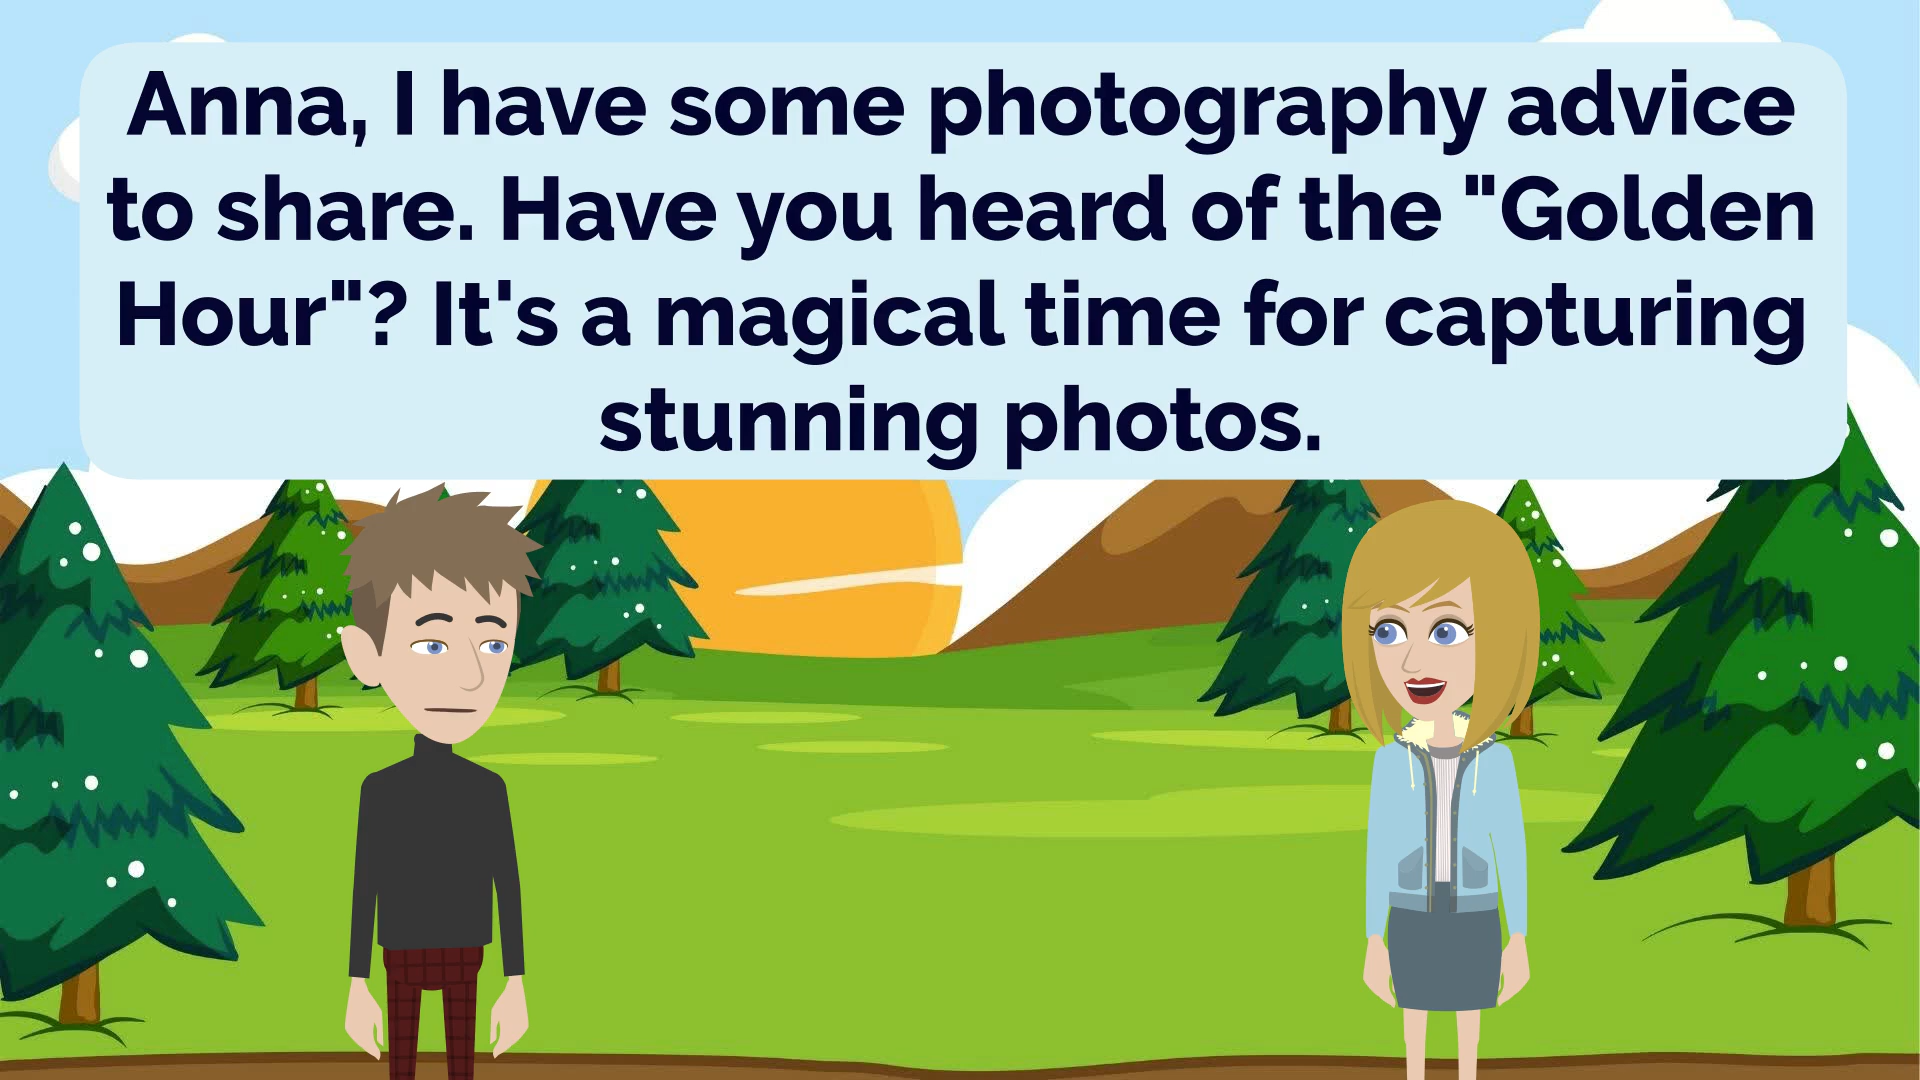 Anna, I have some photography advice
to share. Have you heard of the "Golden
Hour"? It's a magical time for capturing
stunning photos.